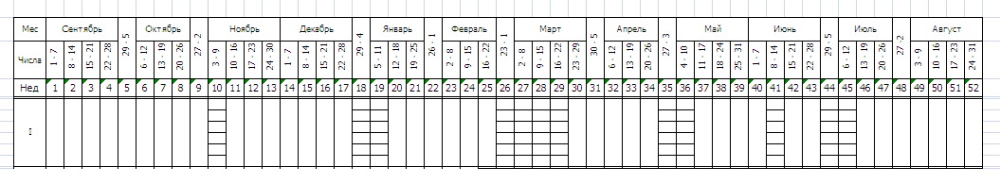 Мес Сентябрь 29 - 5 Октябрь 27 - 2 Ноябрь Декабрь 29 - 4 Январь 26 - 1 Февраль 23 - 1 Март 30 - 5 Апрель 27 - 3 Май Июнь 29 - 5 Июль 27 - 2 Август
Числа 1 - 7 8 - 14 15 - 21 22 - 28 6 - 12 13 - 19 20 - 26 3 - 9 10 - 16 17 - 23 24 - 30 1 - 7 8 - 14 15 - 21 22 - 28 5 - 11 12 - 18 19 - 25 2 - 8 9 - 15 16 - 22 2 - 8 9 - 15 16 - 22 23 - 29 6 - 12 13 - 19 20 - 26 4 - 10 11 - 17 18 - 24 25 - 31 1 - 7 8 - 14 15 - 21 22 - 28 6 - 12 13 - 19 20 - 26 3 - 9 10 - 16 17 - 23 24 - 31
Нед 1 2 3 4 5 6 7 8 9 10 11 12 13 14 15 16 17 18 19 20 21 22 23 24 25 26 27 28 29 30 31 32 33 34 35 36 37 38 39 40 41 42 43 44 45 46 47 48 49 50 51 52
I